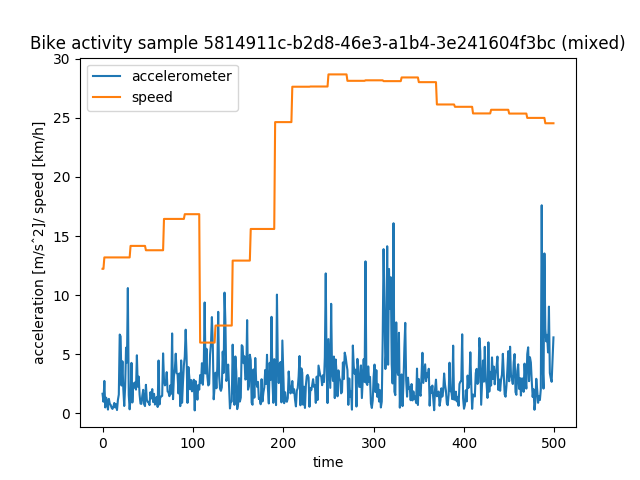 Bike activity sample 5814911c-b2d8-46e3-a1b4-3e241604f3bc (mixed)
accelerometer
speed
acceleration [m/s^2]/ speed [km/h]
30
25
20
15
10
5
0
0 100 200 300 400 500
time